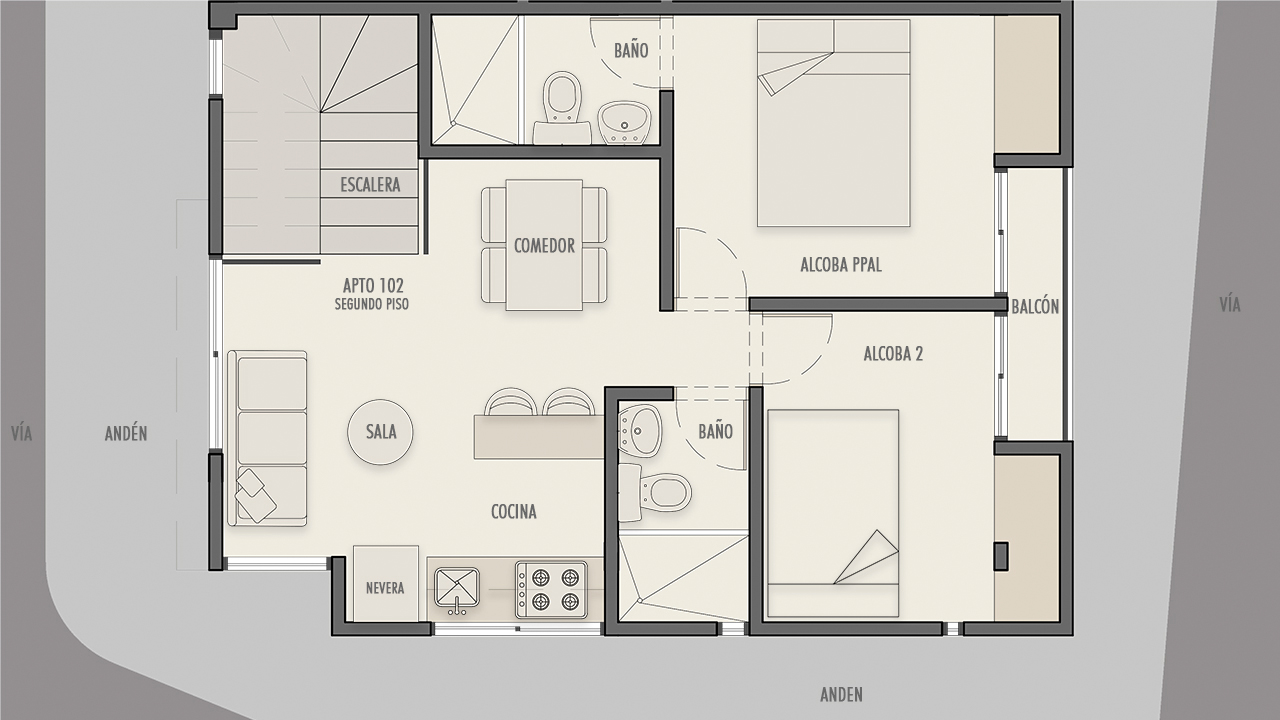 BAÑO
ESCALERA
COMEDOR
ALCOBA PPAL
APTO 102
SEGUNDO PISO
BALCÓN
VÍA
ALCOBA 2
VÍA
ANDÉN
SALA
BAÑO
COCINA
NEVERA
ANDEN